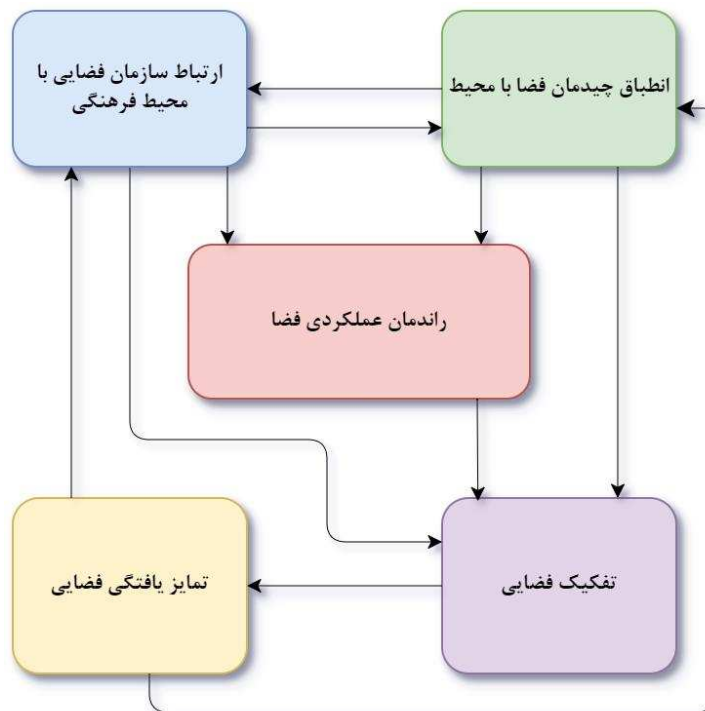 ارتباط سازمان فضایی با
محیط فرهنگی
انطباق چیدمان فضا با محیط
راندمان عملکردی فضا
تمایز یافتگی فضایی
تفکیک فضایی